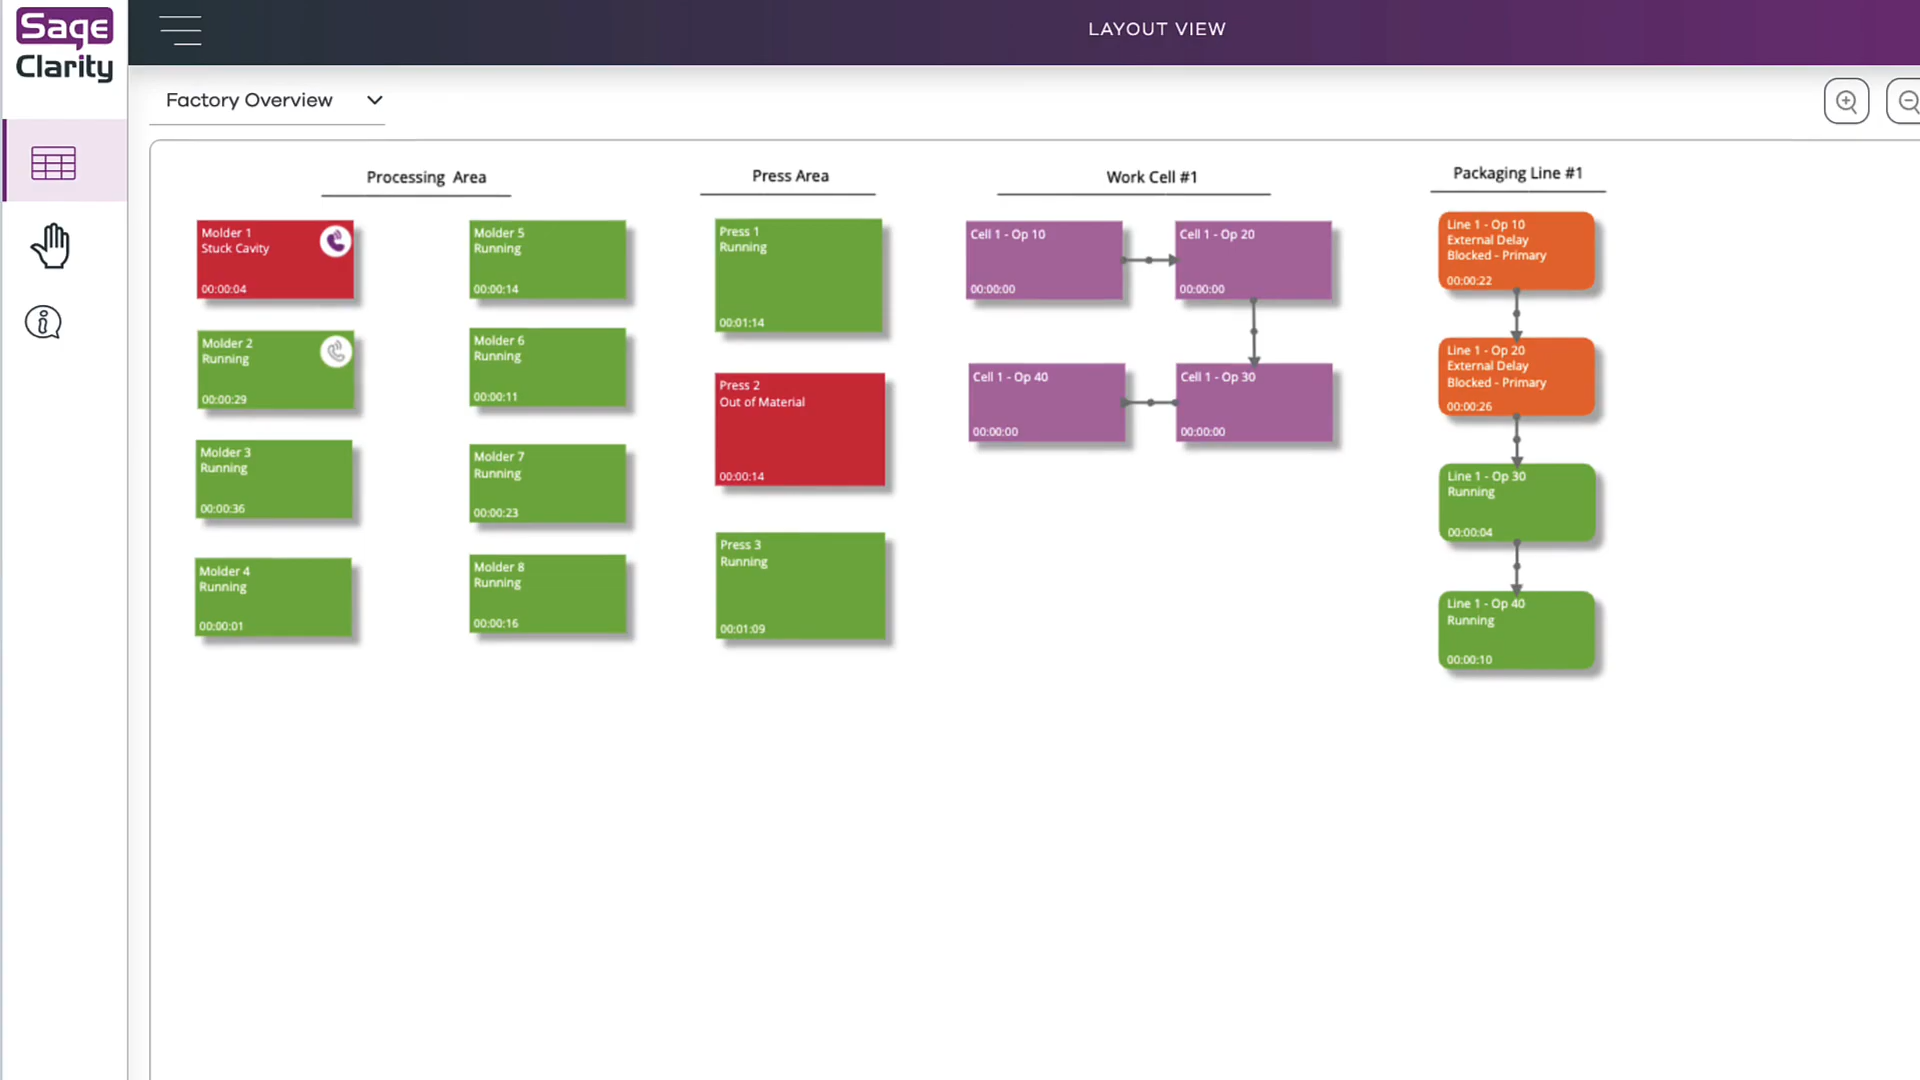 Sage
Clarity
LAYOUT VIEW
Factory Overview
Processing Area
Molder 1
Stuck Cavity
00:00:04
Molder 2
Running
00:00:29
Molder 3
Running
00:00:36
Molder 4
Running
00:00:01
Molder 5
Running
00:00:14
Molder 6
Running
00:00:11
Molder 7
Running
00:00:23
Molder 8
Running
00:00:16
Press Area
Press 1
Running
00:01:14
Press 2
Out of Material
00:00:14
Press 3
Running
00:01:09
Work Cell #1
Cell 1 - Op 10
00:00:00
Cell 1 - Op 20
00:00:00
Cell 1 - Op 40
00:00:00
Cell 1 - Op 30
00:00:00
Packaging Line #1
Line 1 - Op 10
External Delay
Blocked - Primary
00:00:22
Line 1 - Op 20
External Delay
Blocked - Primary
00:00:26
Line 1 - Op 30
Running
00:00:04
Line 1 - Op 40
Running
00:00:10